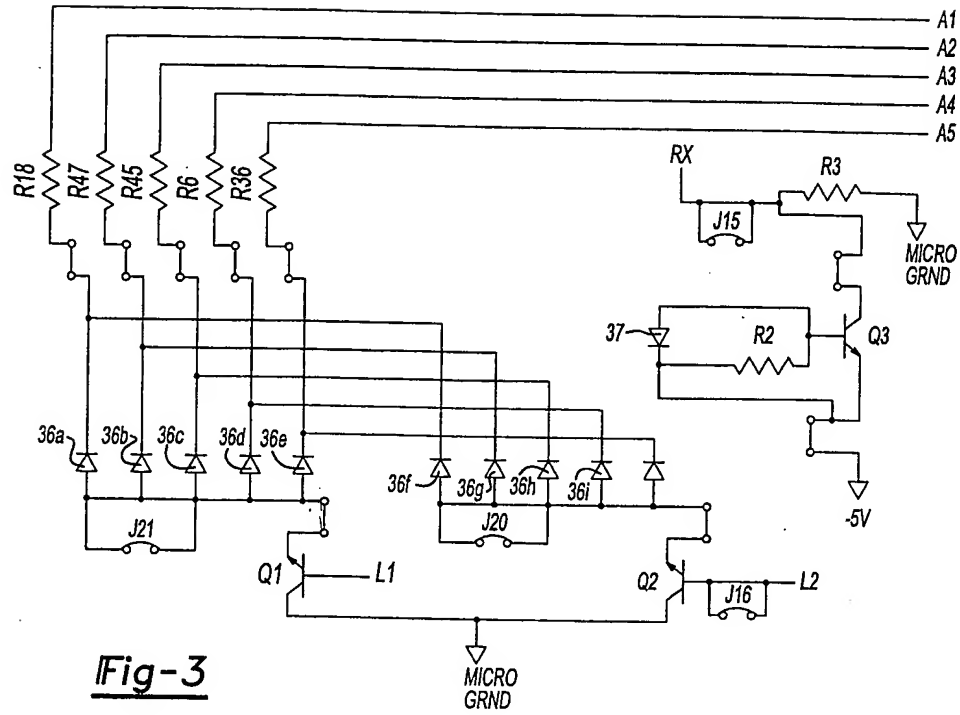 A1
A2
A3
A4
A5
R18
R47
R45
R6
R36
RX
R3
J15
MICRO
GRND
37
R2
Q3
36a
36b
36c
36d
36e
36f
36g
36h
36i
-5V
J21
J20
Q1
L1
Q2
J16
L2
MICRO
GRND
Fig-3